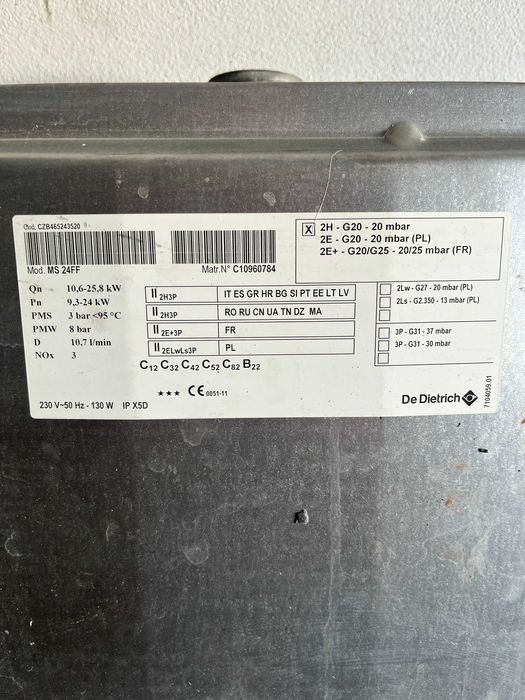 Cod. CZB465243520
Mod. MS 24FF
Matr.N° C10960784
X 2H - G20 - 20 mbar
2E - G20 - 20 mbar (PL)
2E+ - G20/G25 - 20/25 mbar (FR)
Qn 10,6-25,8 kW
Pn 9,3-24 kW
PMS 3 bar <95 °C
PMW 8 bar
D 10,7 l/min
NOx 3
II2H3P IT ES GR HR BG SI PT EE LT LV
II2H3P RO RU CN UA TN DZ MA
II2E+3P FR
II2ELwLs3P PL
2Lw - G27 - 20 mbar (PL)
2Ls - G2.350 - 13 mbar (PL)
3P - G31 - 37 mbar
3P - G31 - 30 mbar
C12 C32 C42 C52 C82 B22
★★★ CE 0051-11
230 V~50 Hz - 130 W IP X5D
De Dietrich
7104059.01